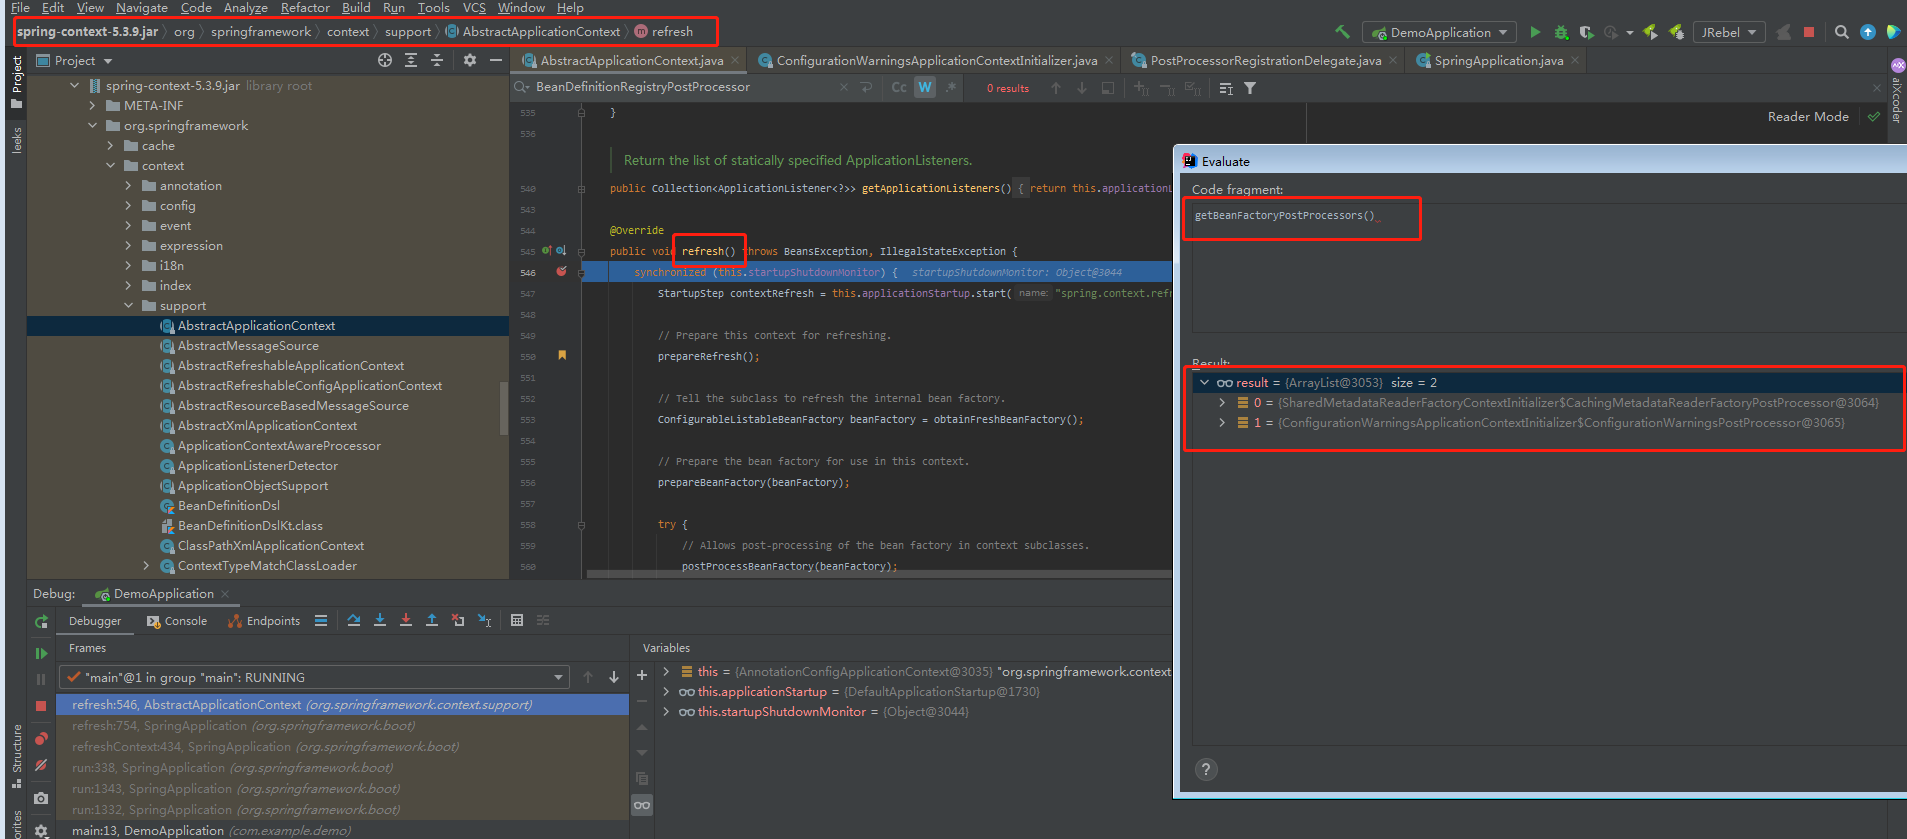 File Edit View Navigate Code Analyze Refactor Build Run Tools VCS Window Help
spring-context-5.3.9.jar org springframework context support AbstractApplicationContext refresh
DemoApplication JRebel
Project
AbstractApplicationContext.java ConfigurationWarningsApplicationContextInitializer.java PostProcessorRegistrationDelegate.java SpringApplication.java
BeanDefinitionRegistryPostProcessor Cc W .* 0 results
Reader Mode
Project
leeks
Structure
aiXcoder
spring-context-5.3.9.jar library root
META-INF
org.springframework
cache
context
annotation
config
event
expression
i18n
index
support
AbstractApplicationContext
AbstractMessageSource
AbstractRefreshableApplicationContext
AbstractRefreshableConfigApplicationContext
AbstractResourceBasedMessageSource
AbstractXmlApplicationContext
ApplicationContextAwareProcessor
ApplicationListenerDetector
ApplicationObjectSupport
BeanDefinitionDsl
BeanDefinitionDslKt.class
ClassPathXmlApplicationContext
ContextTypeMatchClassLoader
535 }
536
Return the list of statically specified ApplicationListeners.
540 public Collection<ApplicationListener<?>> getApplicationListeners() { return this.applicationL
543
544 @Override
545 public void refresh() throws BeansException, IllegalStateException {
546 synchronized (this.startupShutdownMonitor) { startupShutdownMonitor: Object@3044
547 StartupStep contextRefresh = this.applicationStartup.start( name: "spring.context.refr
548
549 // Prepare this context for refreshing.
550 prepareRefresh();
551
552 // Tell the subclass to refresh the internal bean factory.
553 ConfigurableListableBeanFactory beanFactory = obtainFreshBeanFactory();
554
555 // Prepare the bean factory for use in this context.
556 prepareBeanFactory(beanFactory);
557
558 try {
559 // Allows post-processing of the bean factory in context subclasses.
560 postProcessBeanFactory(beanFactory);
Evaluate
Code fragment:
getBeanFactoryPostProcessors()
Result:
result = {ArrayList@3053} size = 2
0 = {SharedMetadataReaderFactoryContextInitializer$CachingMetadataReaderFactoryPostProcessor@3064}
1 = {ConfigurationWarningsApplicationContextInitializer$ConfigurationWarningsPostProcessor@3065}
?
Debug: DemoApplication
Debugger Console Endpoints
Frames
"main"@1 in group "main": RUNNING
refresh:546, AbstractApplicationContext (org.springframework.context.support)
refresh:754, SpringApplication (org.springframework.boot)
refreshContext:434, SpringApplication (org.springframework.boot)
run:338, SpringApplication (org.springframework.boot)
run:1343, SpringApplication (org.springframework.boot)
run:1332, SpringApplication (org.springframework.boot)
main:13, DemoApplication (com.example.demo)
Variables
this = {AnnotationConfigApplicationContext@3035} "org.springframework.context
this.applicationStartup = {DefaultApplicationStartup@1730}
this.startupShutdownMonitor = {Object@3044}